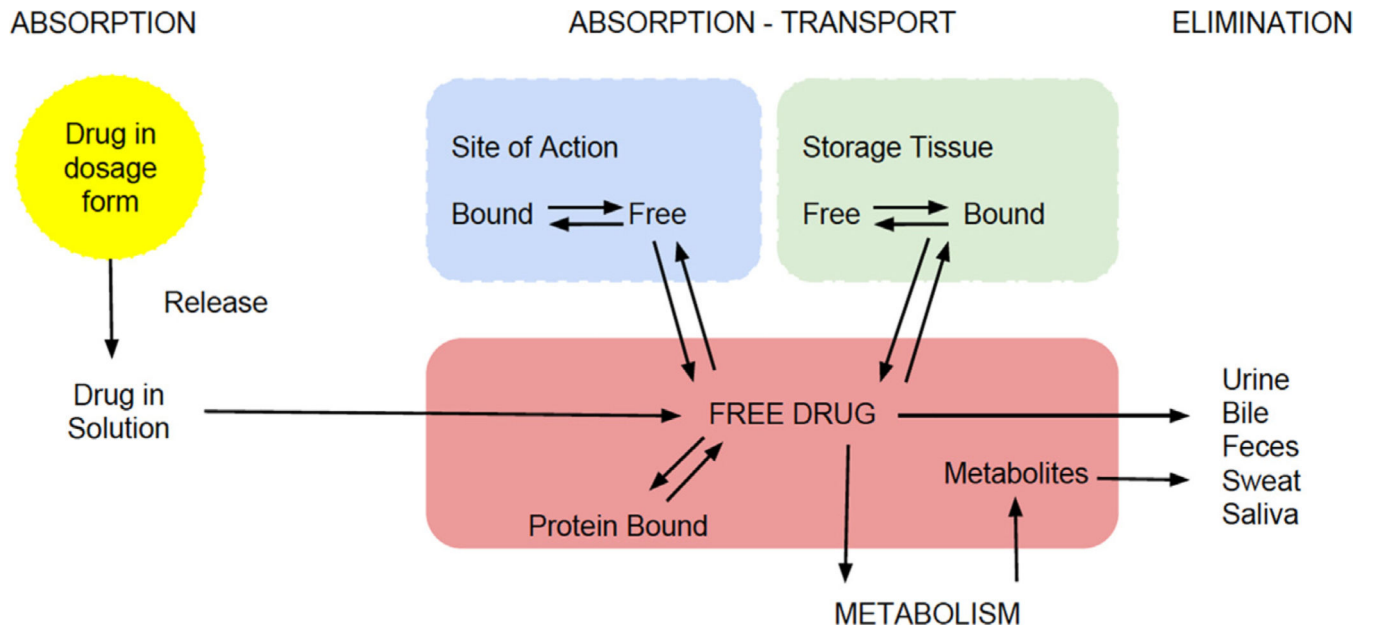 ABSORPTION
ABSORPTION - TRANSPORT
ELIMINATION
Drug in
dosage
form
Release
Drug in
Solution
Site of Action
Bound
Free
Storage Tissue
Free
Bound
FREE DRUG
Protein Bound
Metabolites
METABOLISM
Urine
Bile
Feces
Sweat
Saliva